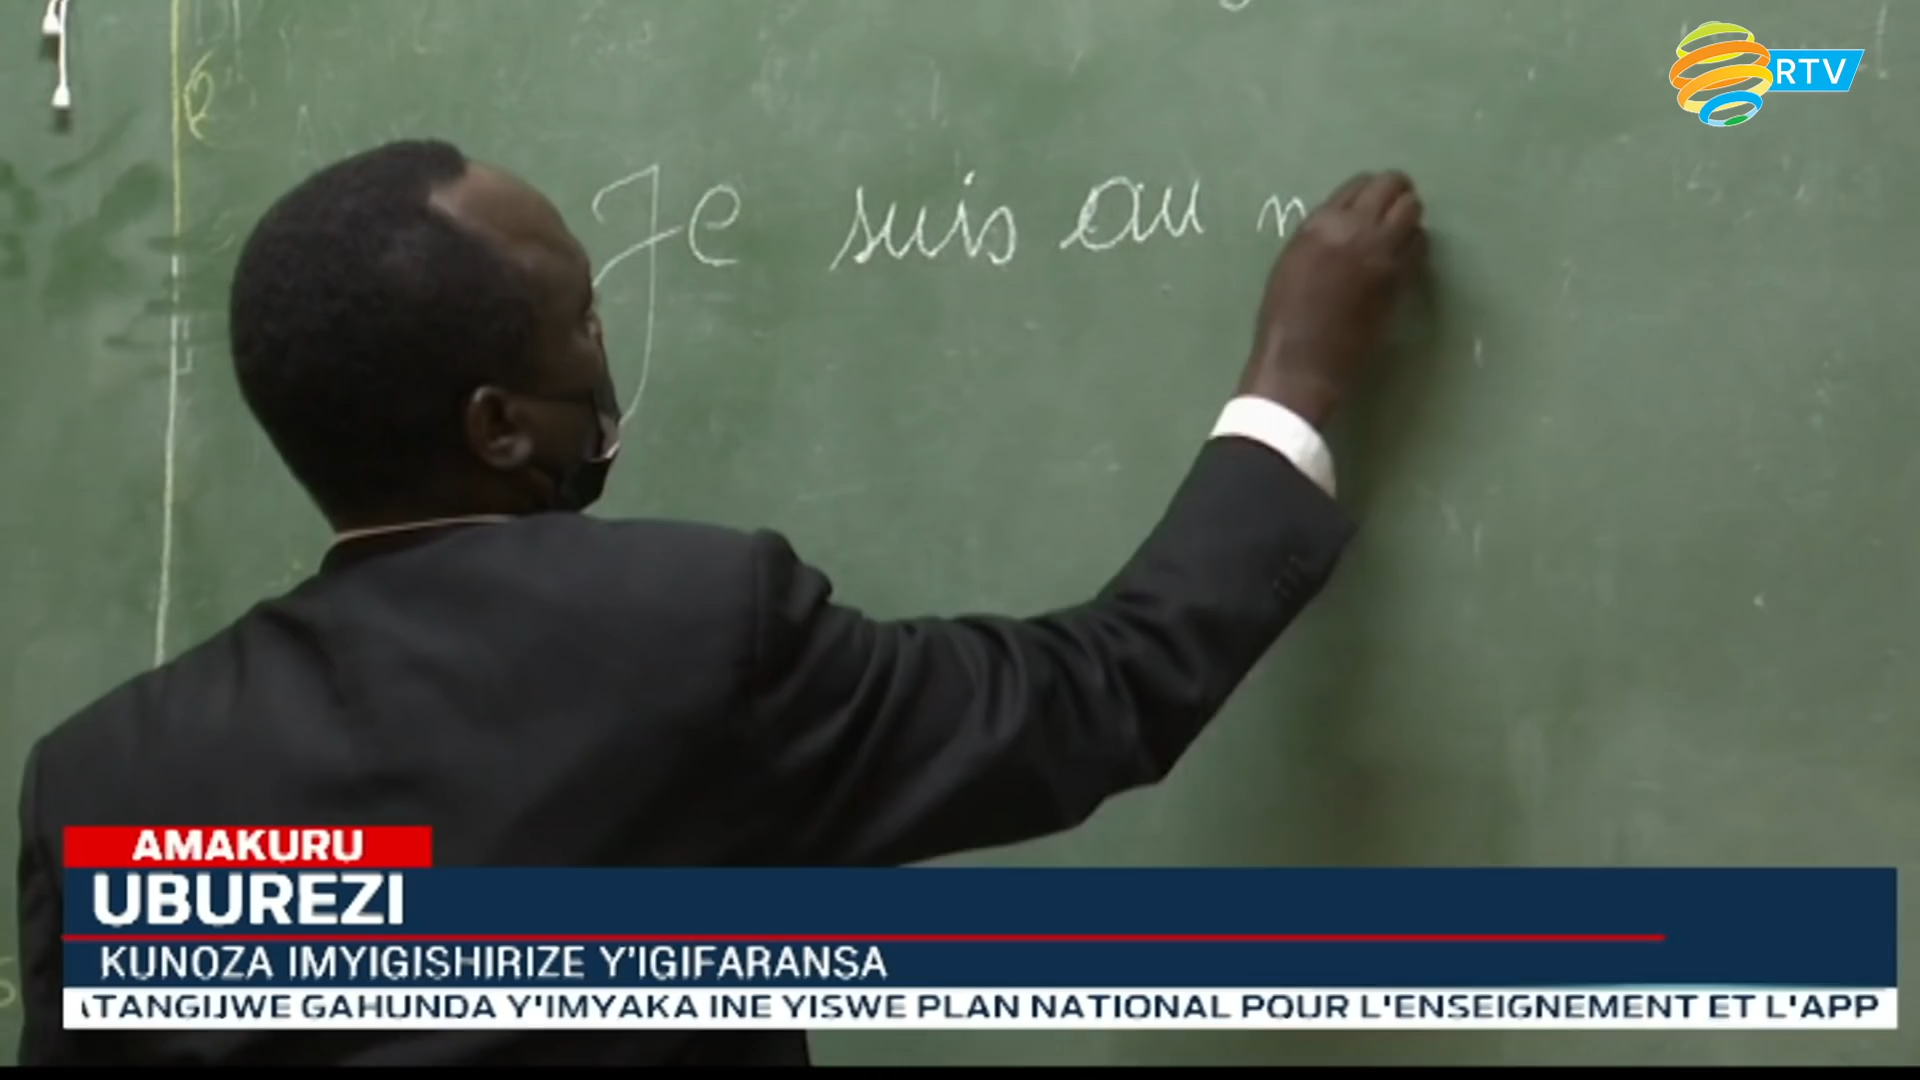 RTV
Je suis au
AMAKURU
UBUREZI
KUNOZA IMYIGISHIRIZE Y'IGIFARANSA
ATANGIJWE GAHUNDA Y'IMYAKA INE YISWE PLAN NATIONAL POUR L'ENSEIGNEMENT ET L'APP